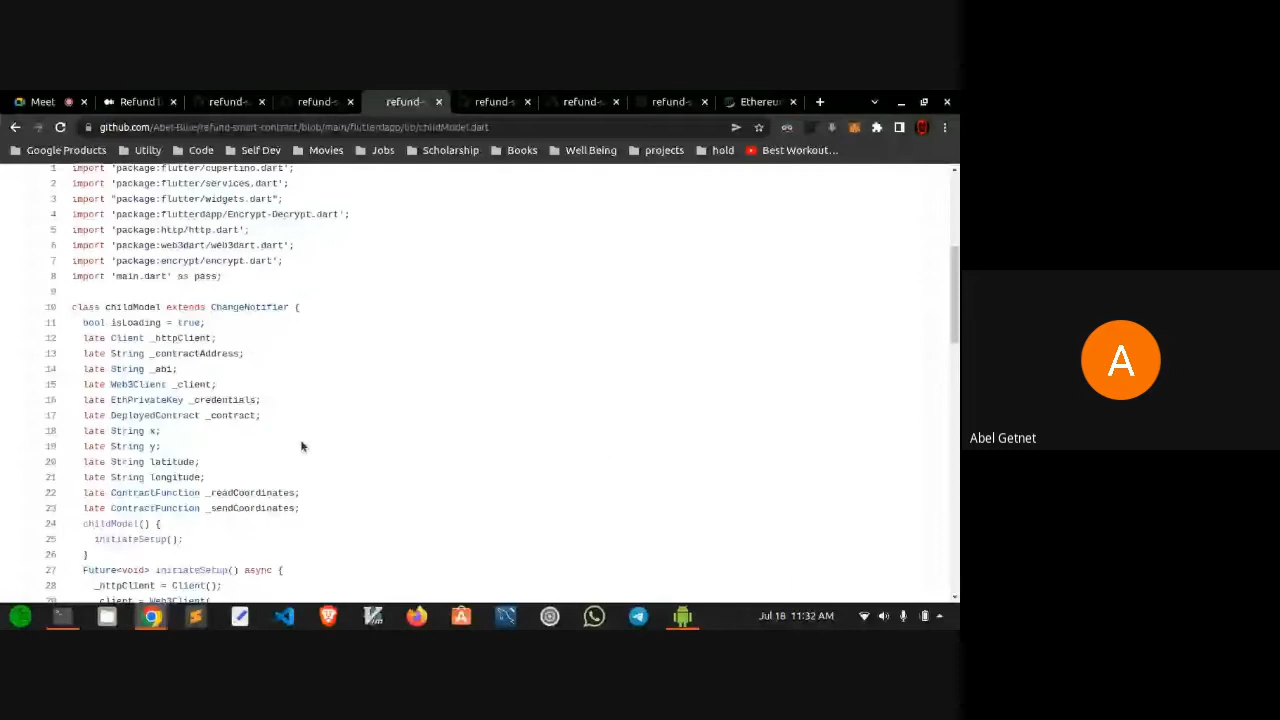 Meet
Refund
refund-
refund-
refund-
refund-
refund-
refund-
Ethereu
github.com/Abel-Blue/refund-smart-contract/blob/main/flutterdapp/lib/childModel.dart
Google Products
Utility
Code
Self Dev
Movies
Jobs
Scholarship
Books
Well Being
projects
hold
Best Workout...
1 import 'package:flutter/cupertino.dart';
2 import 'package:flutter/services.dart';
3 import "package:flutter/widgets.dart";
4 import 'package:flutterdapp/Encrypt-Decrypt.dart';
5 import 'package:http/http.dart';
6 import 'package:web3dart/web3dart.dart';
7 import 'package:encrypt/encrypt.dart';
8 import 'main.dart' as pass;
9
10 class childModel extends ChangeNotifier {
11 bool isLoading = true;
12 late Client _httpClient;
13 late String _contractAddress;
14 late String _abi;
15 late Web3Client _client;
16 late EthPrivateKey _credentials;
17 late DeployedContract _contract;
18 late String x;
19 late String y;
20 late String latitude;
21 late String longitude;
22 late ContractFunction _readCoordinates;
23 late ContractFunction _sendCoordinates;
24 childModel() {
25 initiateSetup();
26 }
27 Future<void> initiateSetup() async {
28 _httpClient = Client();
_client = Web3Client(
Jul 18 11:32 AM
A
Abel Getnet